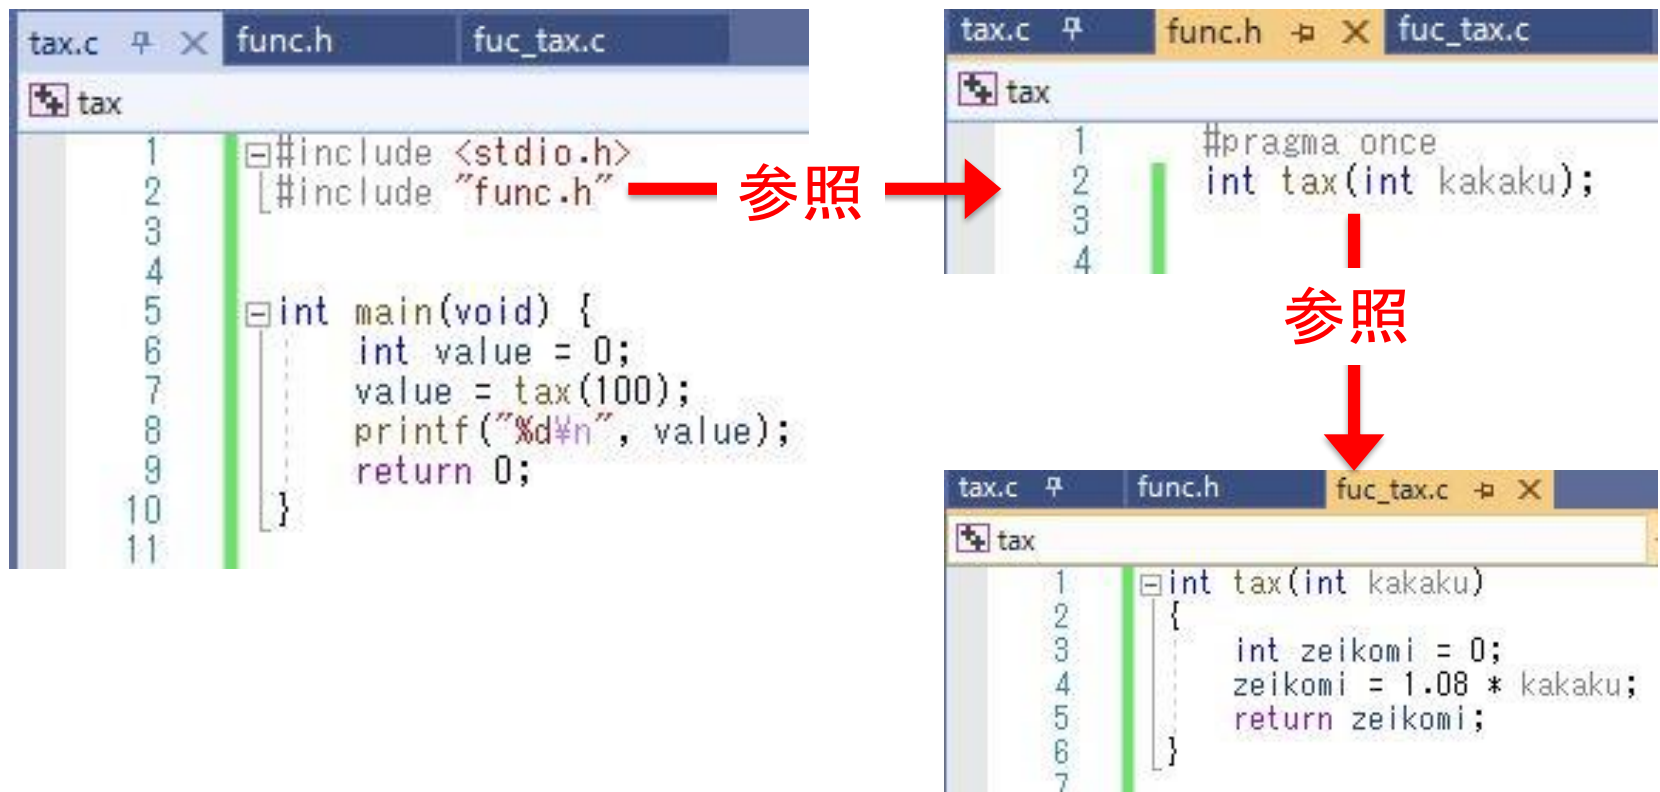 tax.c func.h fuc_tax.c
tax
1 #include <stdio.h>
2 #include "func.h"
3
4
5 int main(void) {
6 int value = 0;
7 value = tax(100);
8 printf("%d¥n", value);
9 return 0;
10 }
11
参照
tax.c func.h fuc_tax.c
tax
1 #pragma once
2 int tax(int kakaku);
3
4
参照
tax.c func.h fuc_tax.c
tax
1 int tax(int kakaku)
2 {
3 int zeikomi = 0;
4 zeikomi = 1.08 * kakaku;
5 return zeikomi;
6 }
7